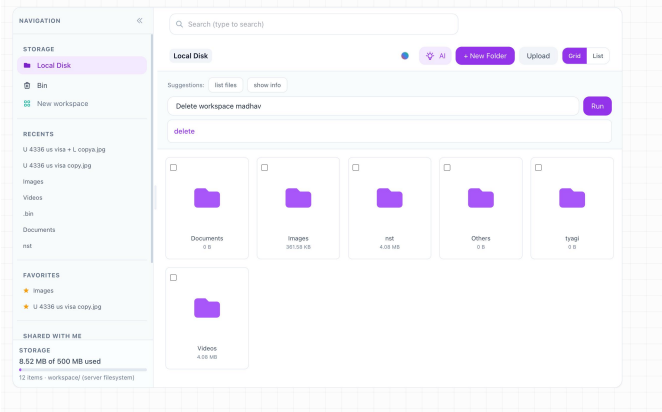 NAVIGATION
«
STORAGE
Local Disk
Bin
New workspace
RECENTS
U 4336 us visa + L copya.jpg
U 4336 us visa copy.jpg
Images
Videos
.bin
Documents
nst
FAVORITES
Images
U 4336 us visa copy.jpg
SHARED WITH ME
STORAGE
8.52 MB of 500 MB used
12 items · workspace/ (server filesystem)
Search (type to search)
Local Disk
AI
+ New Folder
Upload
Grid
List
Suggestions:
list files
show info
Delete workspace madhav
Run
delete
Documents
0 B
Images
361.58 KB
nst
4.08 MB
Others
0 B
tyagi
0 B
Videos
4.09 MB